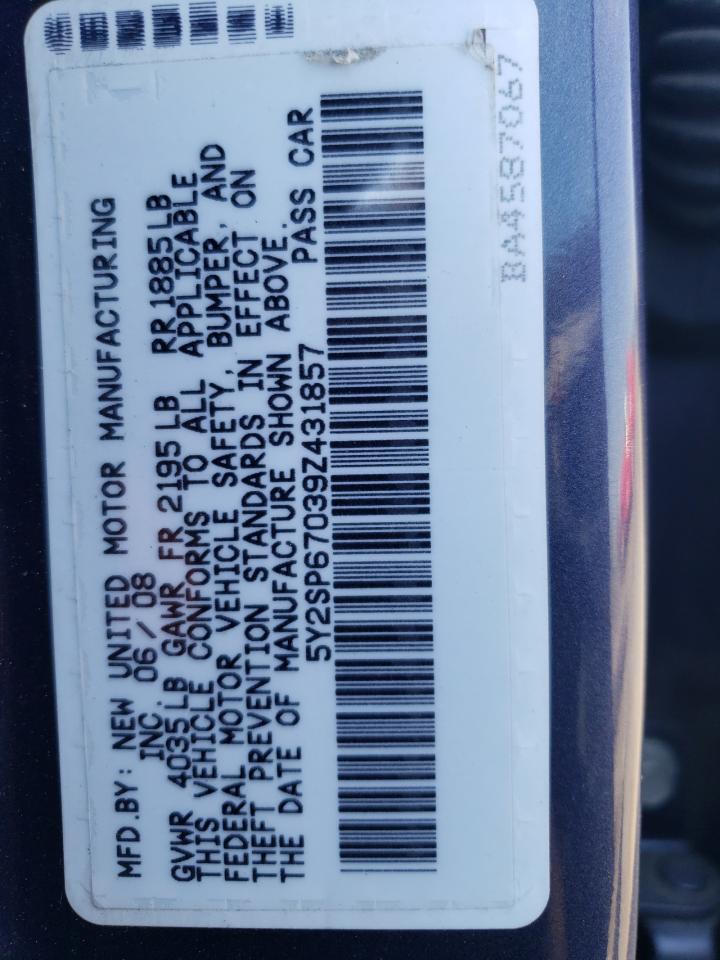 MFD.BY: NEW UNITED MOTOR MANUFACTURING
INC. 06/08
GVWR 4035LB GAWR FR 2195LB RR 1885LB
THIS VEHICLE CONFORMS TO ALL APPLICABLE
FEDERAL MOTOR VEHICLE SAFETY, BUMPER, AND
THEFT PREVENTION STANDARDS IN EFFECT ON
THE DATE OF MANUFACTURE SHOWN ABOVE.
5Y2SP67039Z431857 PASS CAR
BA4587067